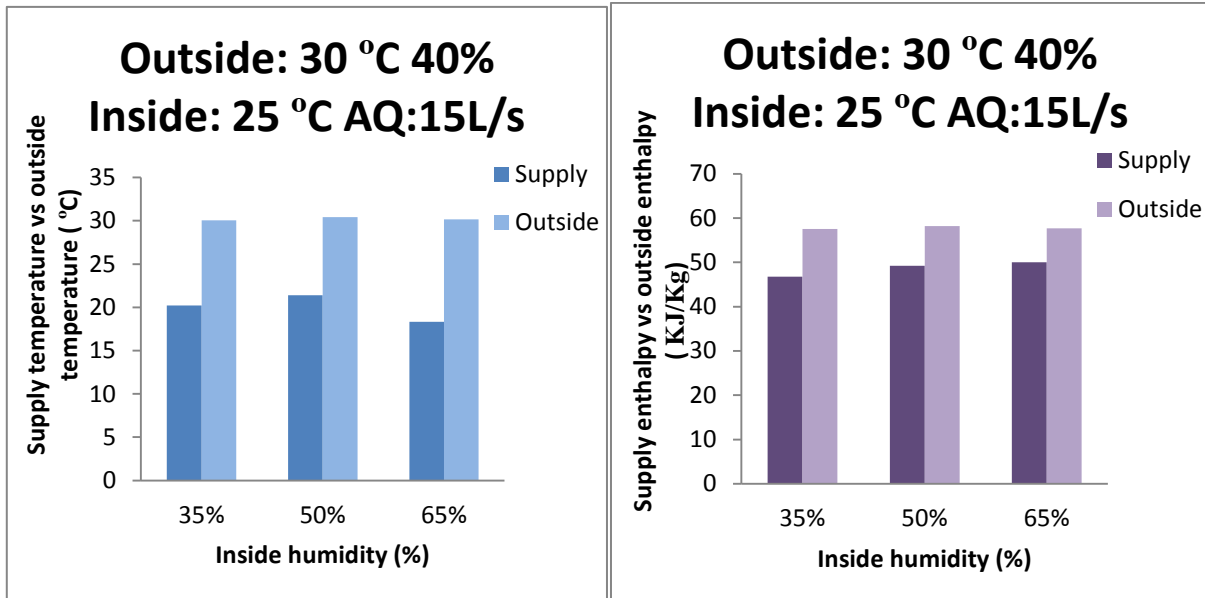 Outside: 30 °C 40%
Inside: 25 °C AQ:15L/s
Supply temperature vs outside
temperature ( °C)
35
30
25
20
15
10
5
0
35%
50%
65%
Inside humidity (%)
Supply
Outside
Outside: 30 °C 40%
Inside: 25 °C AQ:15L/s
Supply enthalpy vs outside enthalpy
( KJ/Kg)
70
60
50
40
30
20
10
0
35%
50%
65%
Inside humidity (%)
Supply
Outside